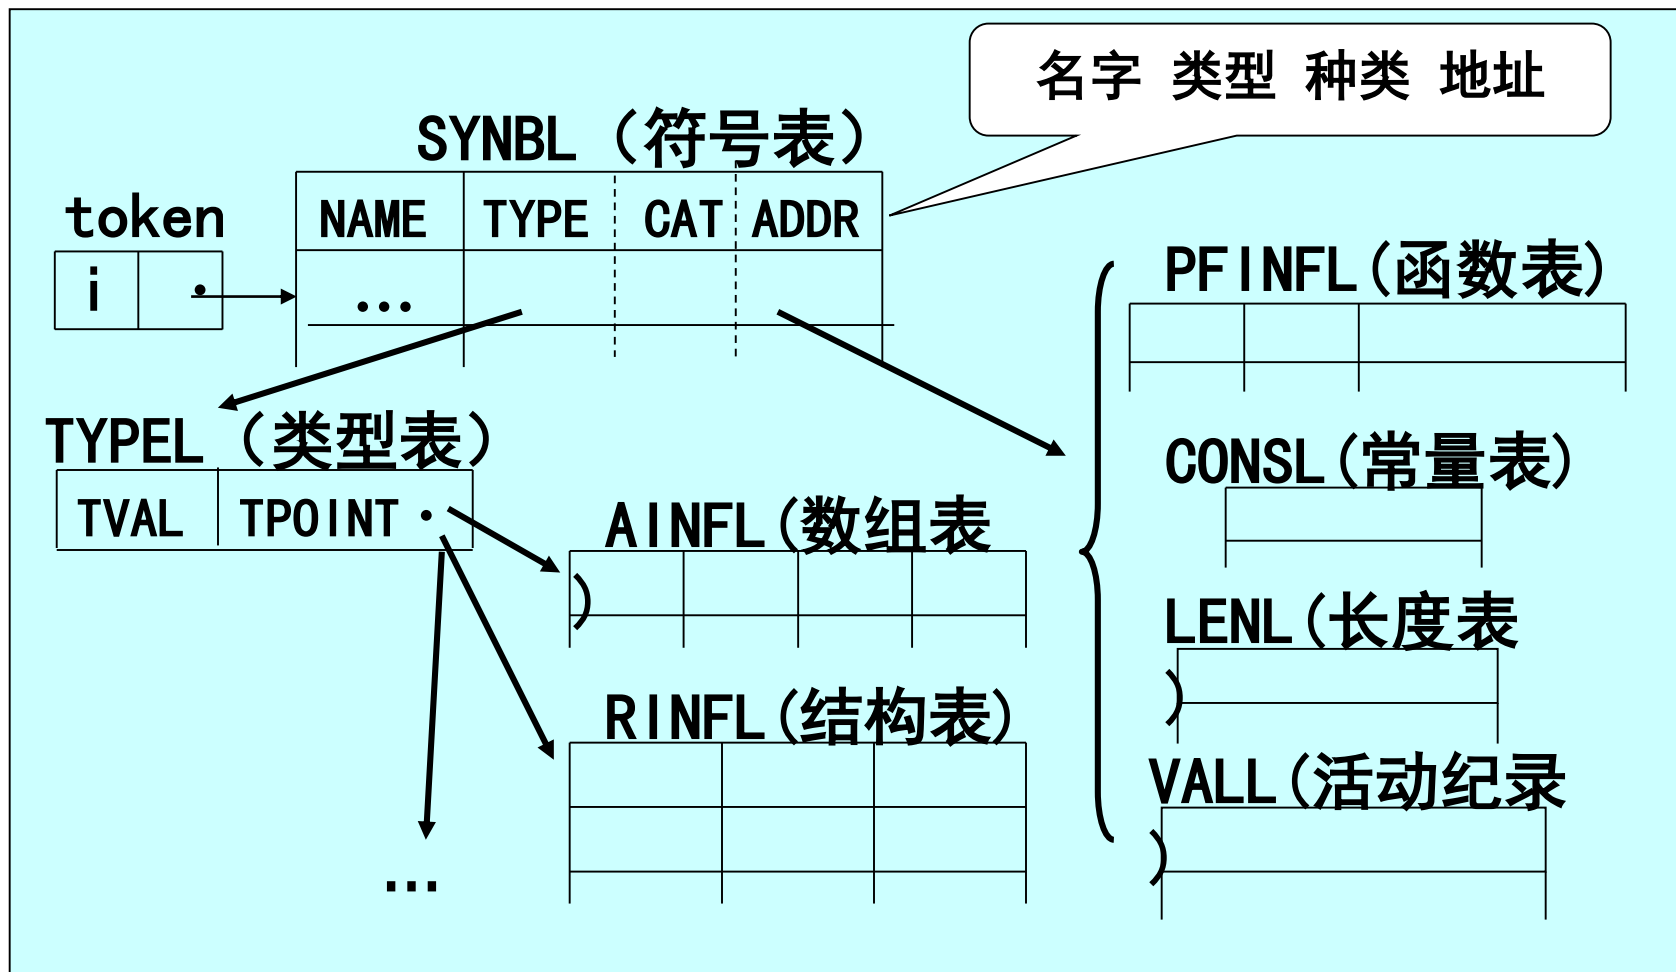 名字 类型 种类 地址
SYNBL（符号表）
token
NAME TYPE CAT ADDR
i
...
PFINFL(函数表)
TYPEL（类型表）
TVAL TPOINT
CONSL(常量表)
AINFL(数组表
)
LENL(长度表
)
RINFL(结构表)
VALL(活动纪录
)
...